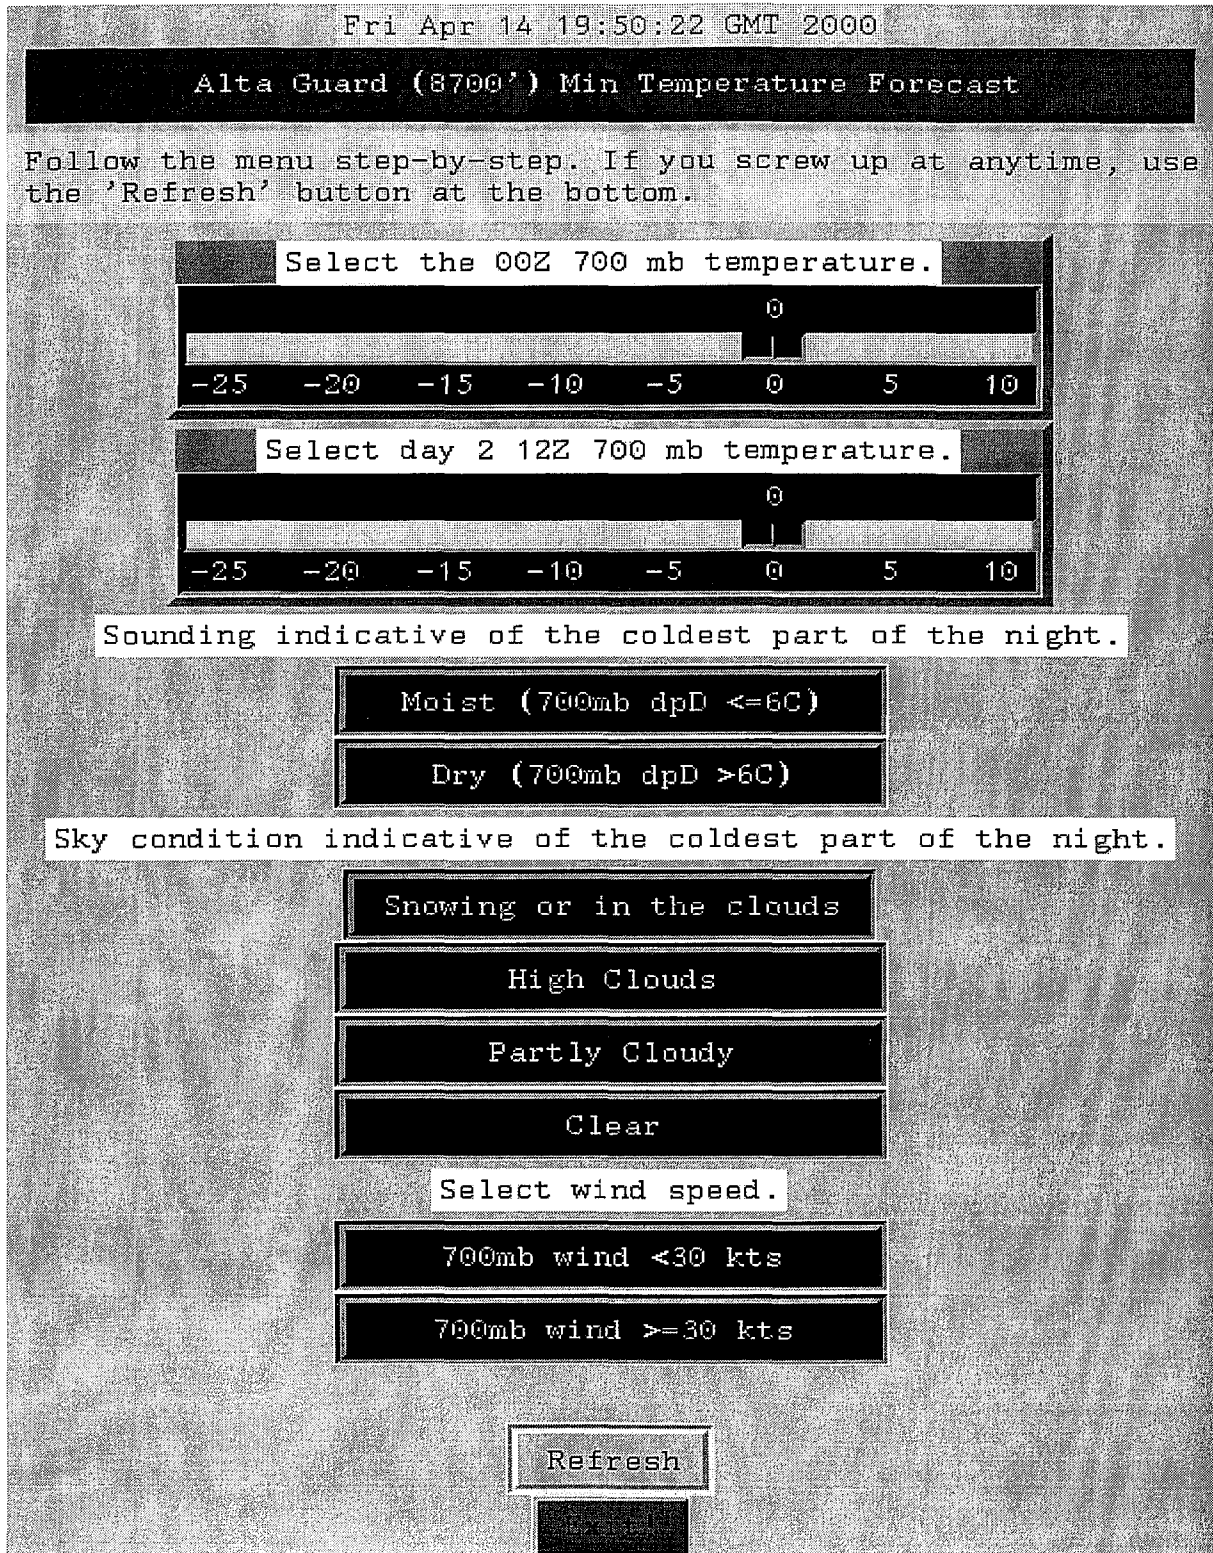 Fri Apr 14 19:50:22 GMT 2000
Alta Guard (8700') Min Temperature Forecast
Follow the menu step-by-step. If you screw up at anytime, use
the 'Refresh' button at the bottom.
Select the 00Z 700 mb temperature.
0
-25 -20 -15 -10 -5 0 5 10
Select day 2 12Z 700 mb temperature.
0
-25 -20 -15 -10 -5 0 5 10
Sounding indicative of the coldest part of the night.
Moist (700mb dpD <=6C)
Dry (700mb dpD >6C)
Sky condition indicative of the coldest part of the night.
Snowing or in the clouds
High Clouds
Partly Cloudy
Clear
Select wind speed.
700mb wind <30 kts
700mb wind >=30 kts
Refresh